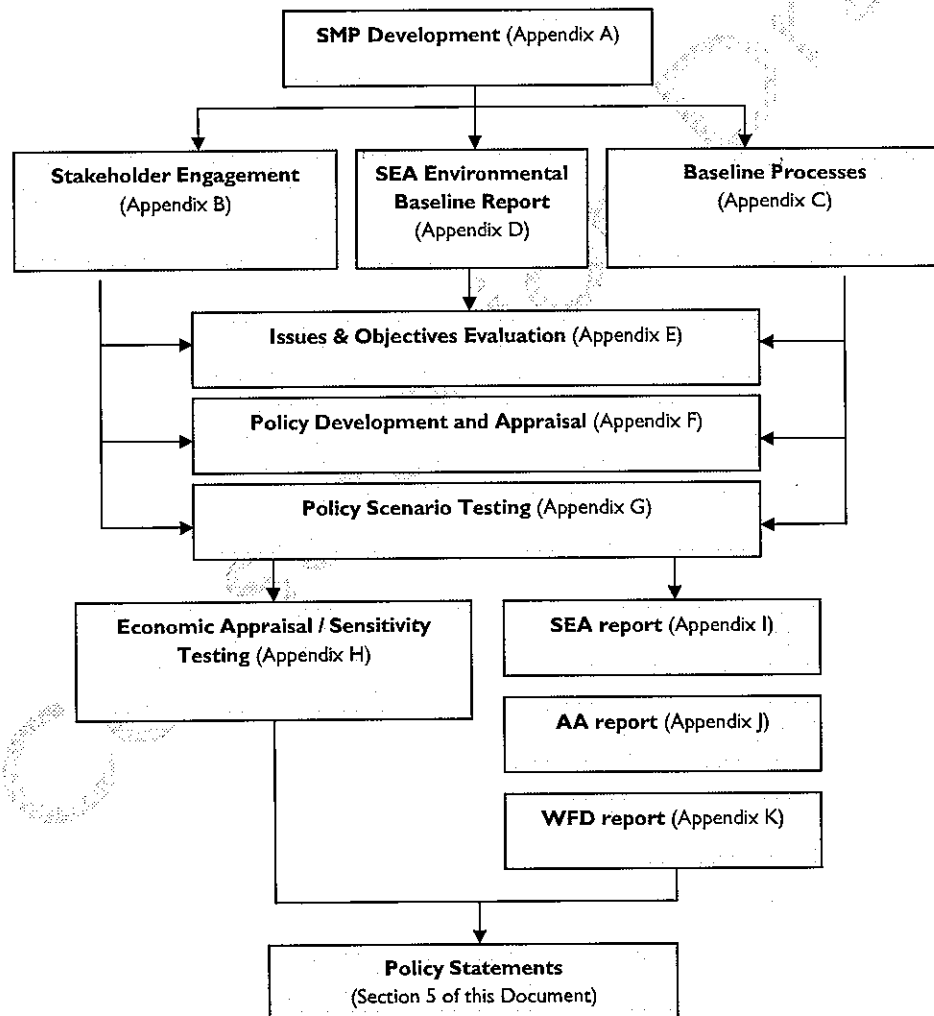 SMP Development (Appendix A)
Stakeholder Engagement
(Appendix B)
SEA Environmental
Baseline Report
(Appendix D)
Baseline Processes
(Appendix C)
Issues & Objectives Evaluation (Appendix E)
Policy Development and Appraisal (Appendix F)
Policy Scenario Testing (Appendix G)
Economic Appraisal / Sensitivity
Testing (Appendix H)
SEA report (Appendix I)
AA report (Appendix J)
WFD report (Appendix K)
Policy Statements
(Section 5 of this Document)